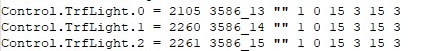 Control.TrfLight.0 = 2105 3586_13 "" 1 0 15 3 15 3
Control.TrfLight.1 = 2260 3586_14 "" 1 0 15 3 15 3
Control.TrfLight.2 = 2261 3586_15 "" 1 0 15 3 15 3